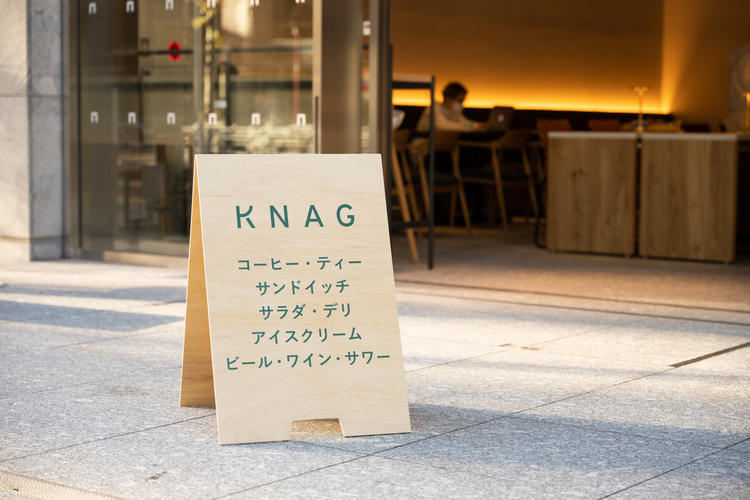 KNAG
コーヒー・ティー
サンドイッチ
サラダ・デリ
アイスクリーム
ビール・ワイン・サワー